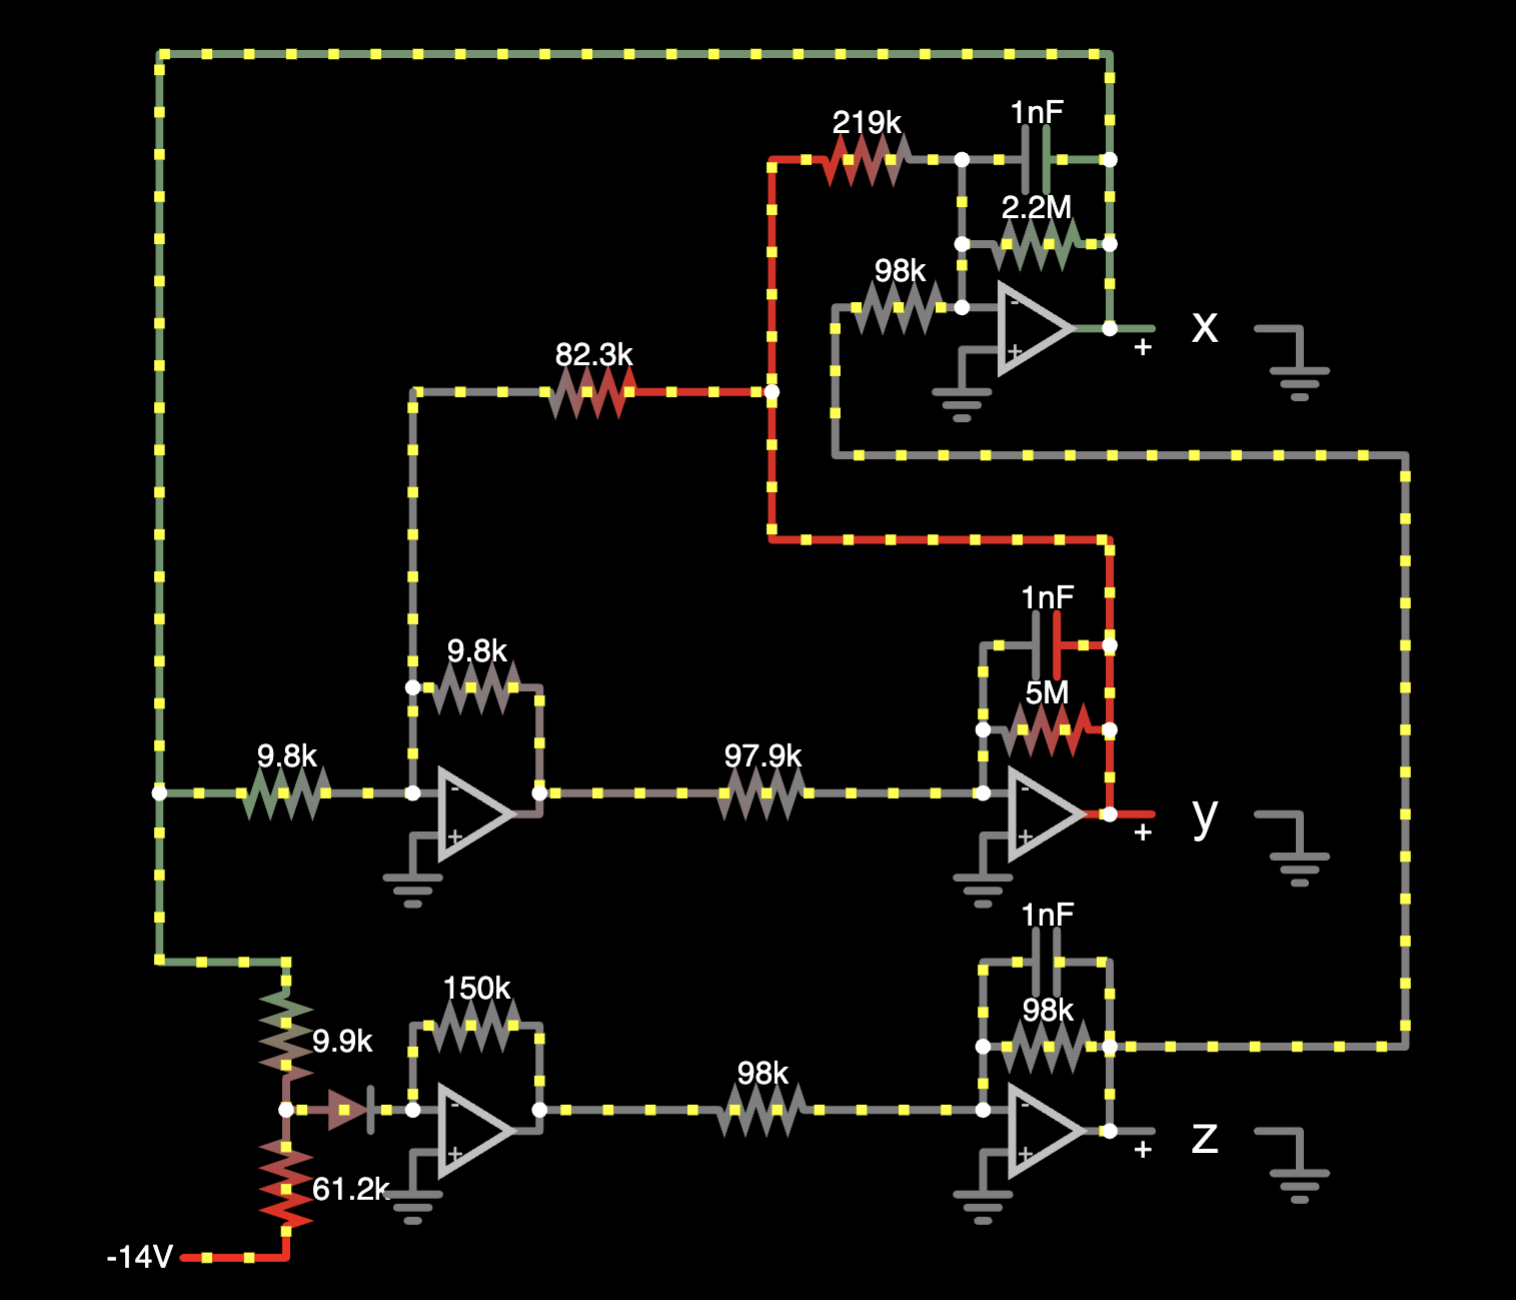 1nF
219k
2.2M
98k
-
+
x
+
82.3k
1nF
9.8k
5M
9.8k
97.9k
-
+
-
+
y
+
1nF
150k
98k
9.9k
98k
-
+
-
+
z
+
61.2k
-14V